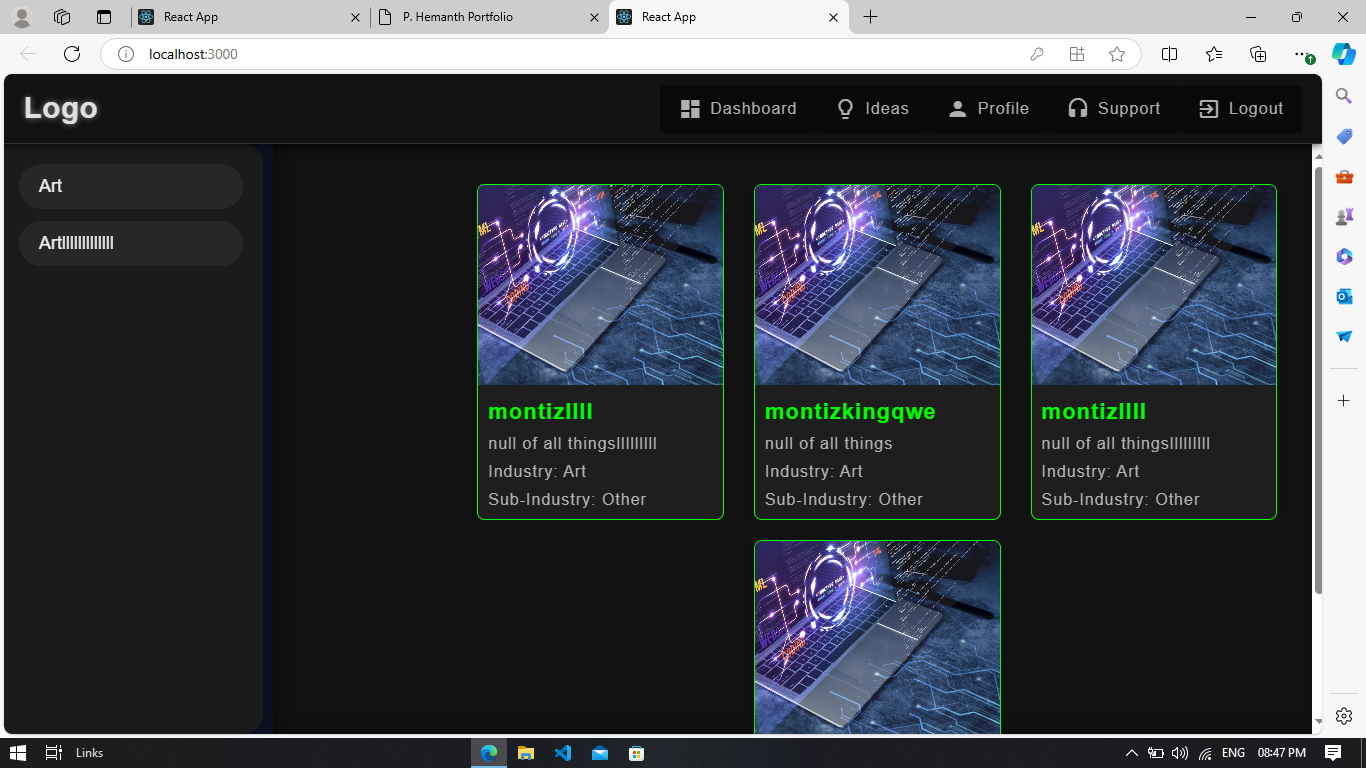 React App
P. Hemanth Portfolio
React App
localhost:3000
Logo
Dashboard
Ideas
Profile
Support
Logout
Art
Artlllllllllllll
montizllll
null of all thingslllllllll
Industry: Art
Sub-Industry: Other
montizkingqwe
null of all things
Industry: Art
Sub-Industry: Other
montizllll
null of all thingslllllllll
Industry: Art
Sub-Industry: Other
Links
ENG
08:47 PM